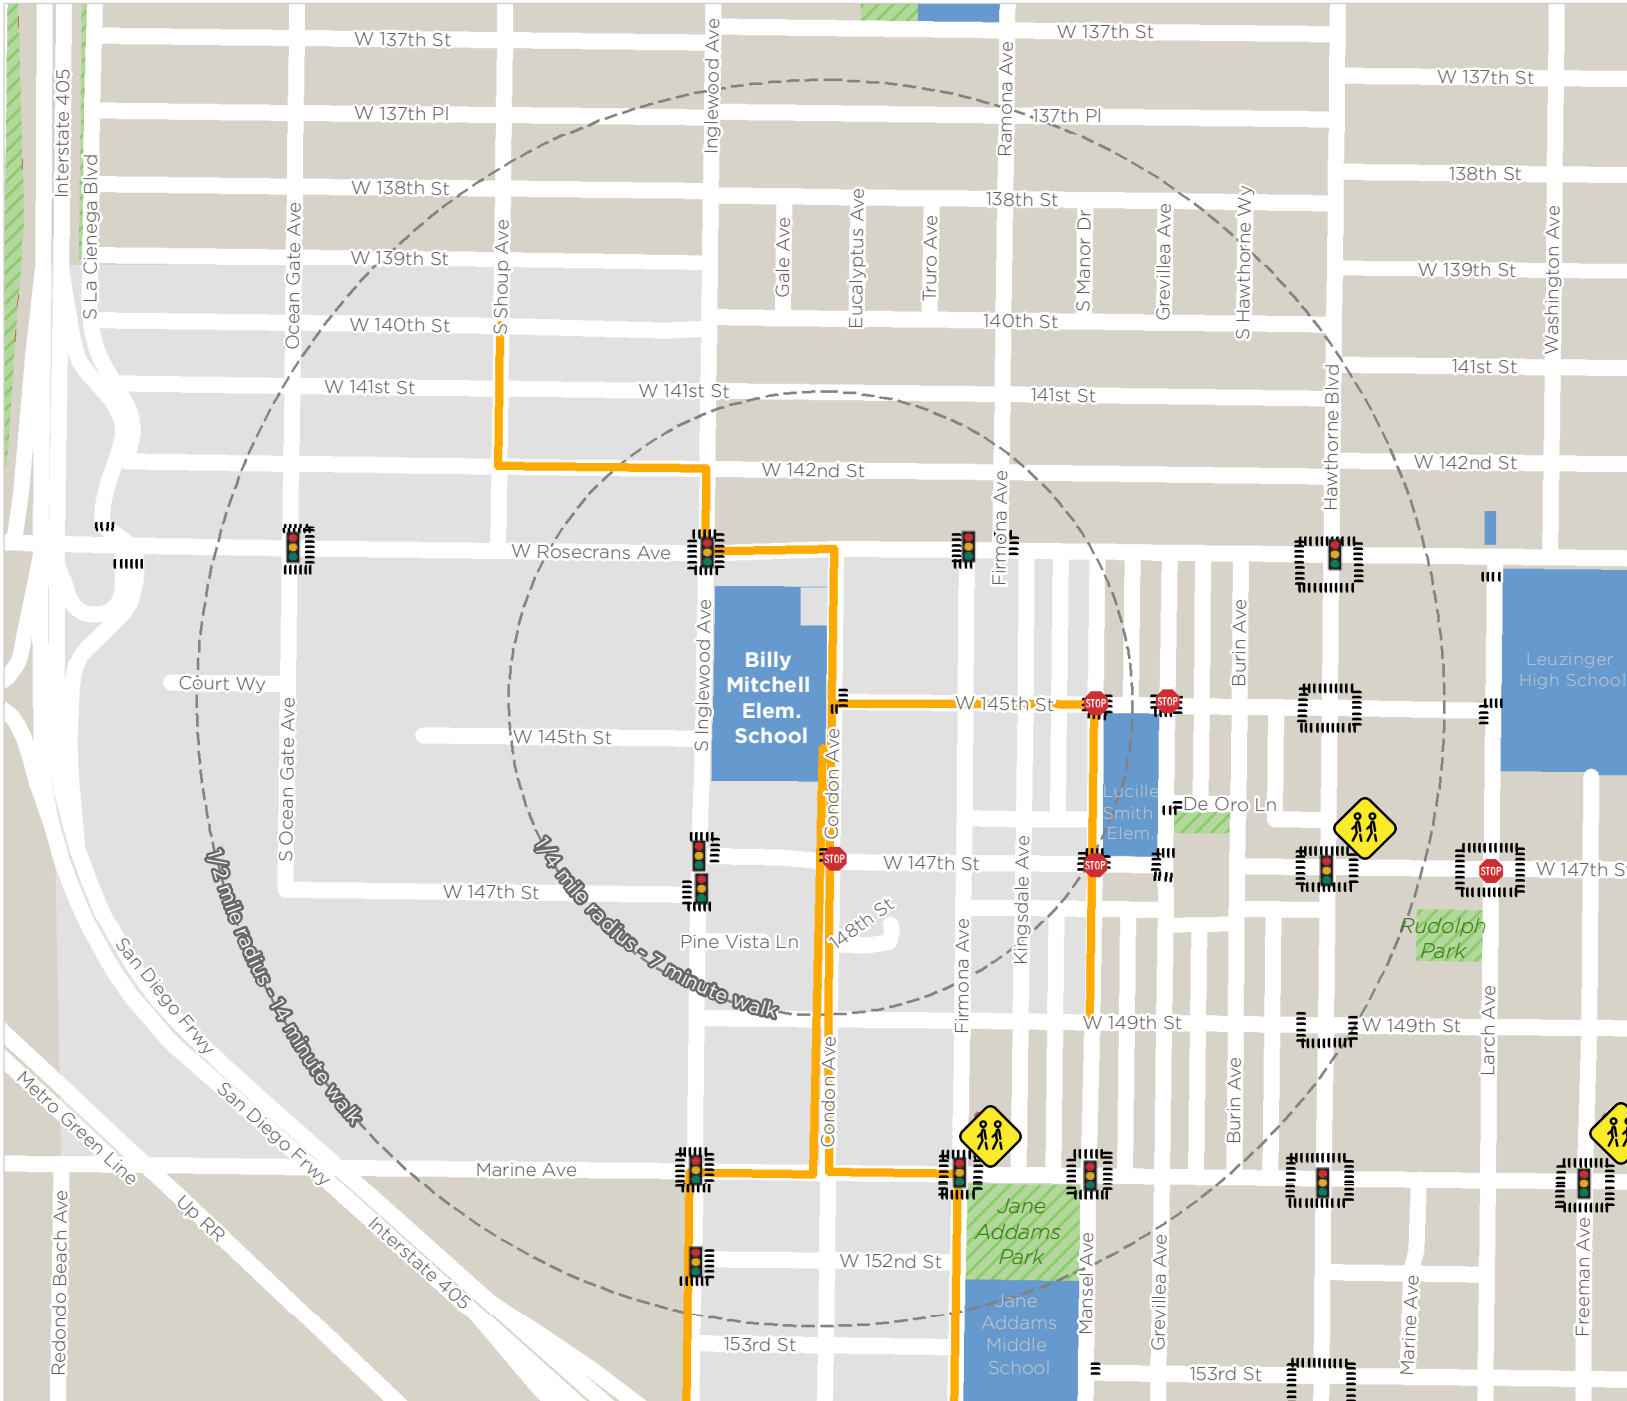 W 137th St
W 137th St
W 137th St
Interstate 405
Inglewood Ave
Ramona Ave
W 137th Pl
137th Pl
S La Cienega Blvd
W 138th St
138th St
138th St
Ocean Gate Ave
S Shoup Ave
Gale Ave
Eucalyptus Ave
Truro Ave
S Manor Dr
Grevillea Ave
S Hawthorne Wy
Washington Ave
W 139th St
W 139th St
W 140th St
140th St
W 141st St
W 141st St
141st St
141st St
Hawthorne Blvd
W 142nd St
W 142nd St
Firmona Ave
W Rosecrans Ave
S Inglewood Ave
Billy
Mitchell
Elem.
School
Burin Ave
Leuzinger
High School
Court Wy
W 145th St
STOP
STOP
W 145th St
S Ocean Gate Ave
Condon Ave
Lucille
Smith
Elem.
De Oro Ln
Kingsdale Ave
STOP
W 147th St
STOP
STOP
W 147th St
W 147th St
1/2 mile radius - 14 minute walk
1/4 mile radius - 7 minute walk
148th St
Pine Vista Ln
Firmona Ave
Rudolph
Park
San Diego Frwy
W 149th St
W 149th St
Larch Ave
Condon Ave
Burin Ave
Metro Green Line
San Diego Frwy
Marine Ave
Up RR
Interstate 405
Redondo Beach Ave
Jane
Addams
Park
W 152nd St
Mansel Ave
Grevillea Ave
Marine Ave
Freeman Ave
Jane
Addams
Middle
School
153rd St
153rd St